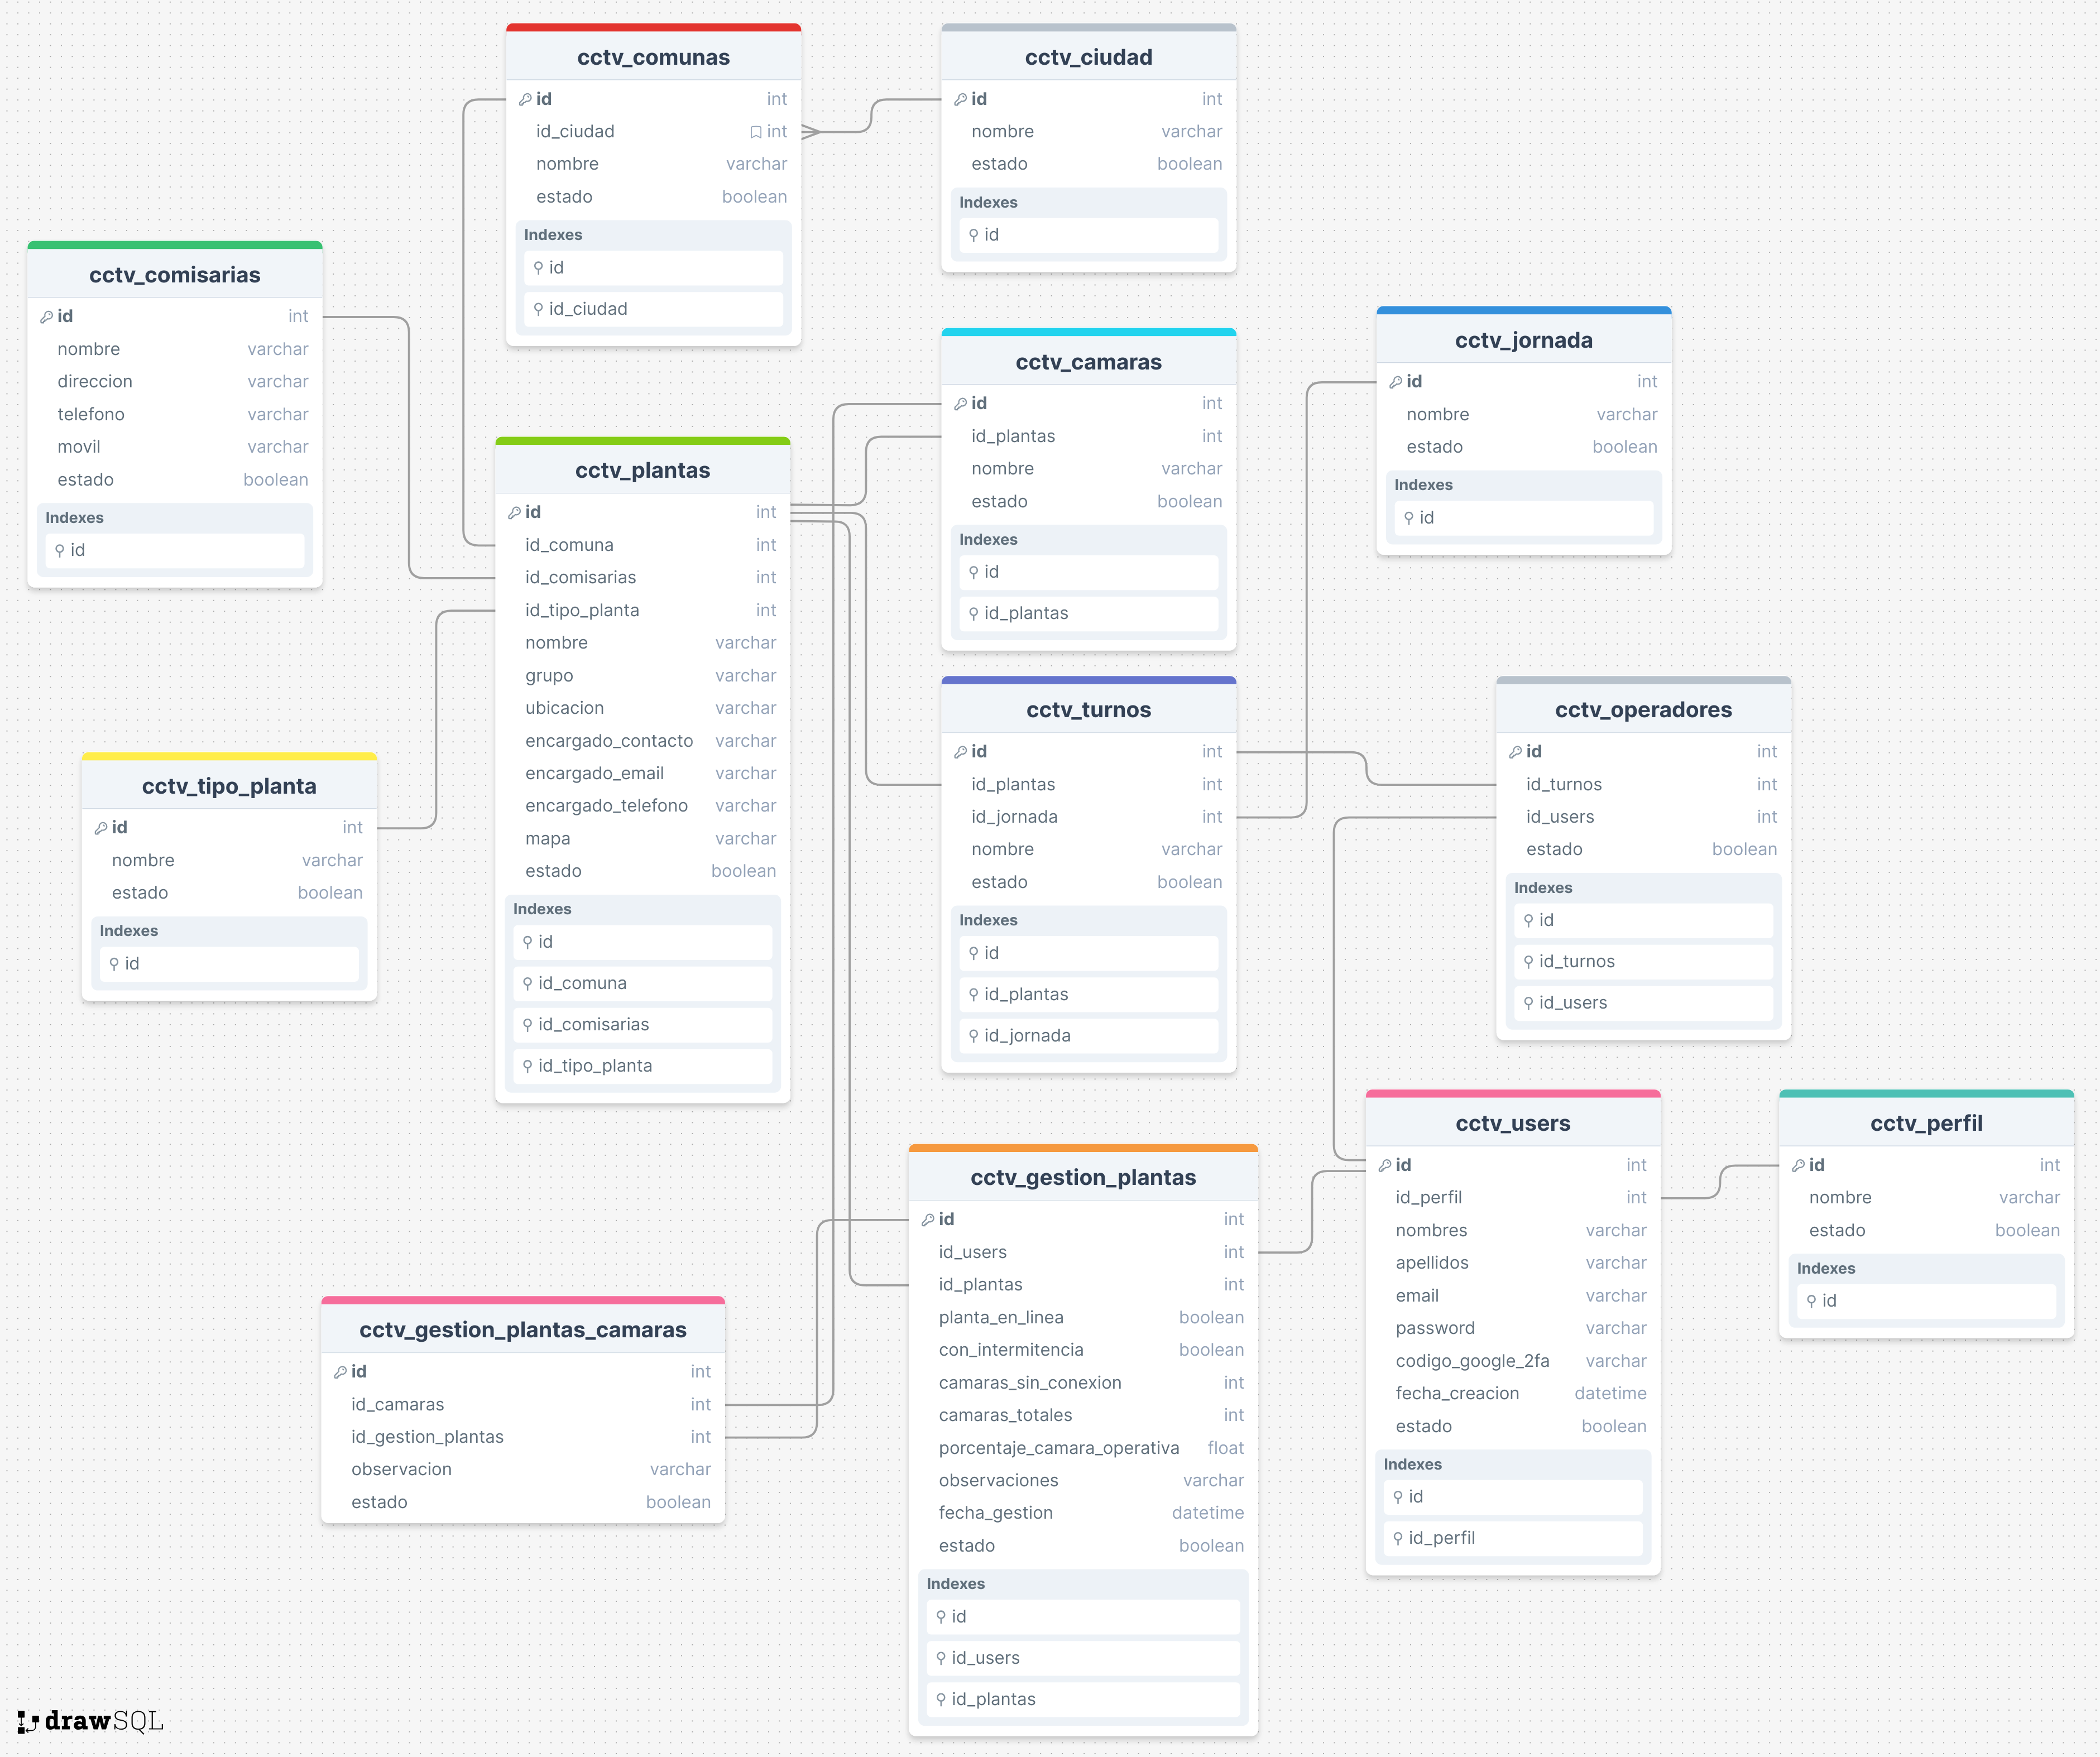 cctv_comunas
id int
id_ciudad int
nombre varchar
estado boolean
Indexes
id
id_ciudad
cctv_ciudad
id int
nombre varchar
estado boolean
Indexes
id
cctv_comisarias
id int
nombre varchar
direccion varchar
telefono varchar
movil varchar
estado boolean
Indexes
id
cctv_camaras
id int
id_plantas int
nombre varchar
estado boolean
Indexes
id
id_plantas
cctv_jornada
id int
nombre varchar
estado boolean
Indexes
id
cctv_plantas
id int
id_comuna int
id_comisarias int
id_tipo_planta int
nombre varchar
grupo varchar
ubicacion varchar
encargado_contacto varchar
encargado_email varchar
encargado_telefono varchar
mapa varchar
estado boolean
Indexes
id
id_comuna
id_comisarias
id_tipo_planta
cctv_turnos
id int
id_plantas int
id_jornada int
nombre varchar
estado boolean
Indexes
id
id_plantas
id_jornada
cctv_operadores
id int
id_turnos int
id_users int
estado boolean
Indexes
id
id_turnos
id_users
cctv_tipo_planta
id int
nombre varchar
estado boolean
Indexes
id
cctv_users
id int
id_perfil int
nombres varchar
apellidos varchar
email varchar
password varchar
codigo_google_2fa varchar
fecha_creacion datetime
estado boolean
Indexes
id
id_perfil
cctv_perfil
id int
nombre varchar
estado boolean
Indexes
id
cctv_gestion_plantas
id int
id_users int
id_plantas int
planta_en_linea boolean
con_intermitencia boolean
camaras_sin_conexion int
camaras_totales int
porcentaje_camara_operativa float
observaciones varchar
fecha_gestion datetime
estado boolean
Indexes
id
id_users
id_plantas
cctv_gestion_plantas_camaras
id int
id_camaras int
id_gestion_plantas int
observacion varchar
estado boolean
drawSQL